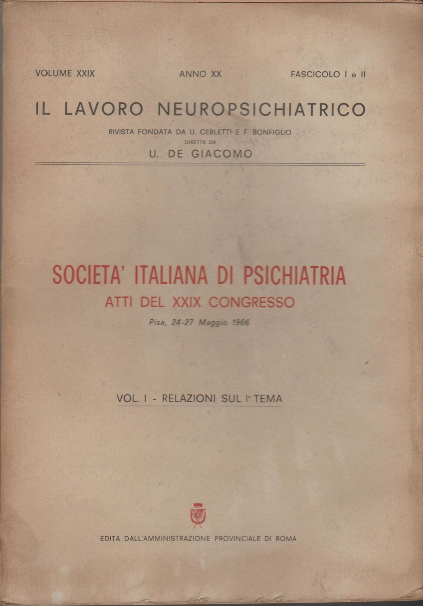 VOLUME XXIX ANNO XX FASCICOLO I e II
IL LAVORO NEUROPSICHIATRICO
RIVISTA FONDATA DA U. CERLETTI E F. BONFIGLIO
DIRETTA DA
U. DE GIACOMO
SOCIETA' ITALIANA DI PSICHIATRIA
ATTI DEL XXIX CONGRESSO
Pisa, 24-27 Maggio 1966
VOL. I - RELAZIONI SUL I° TEMA
EDITA DALL'AMMINISTRAZIONE PROVINCIALE DI ROMA